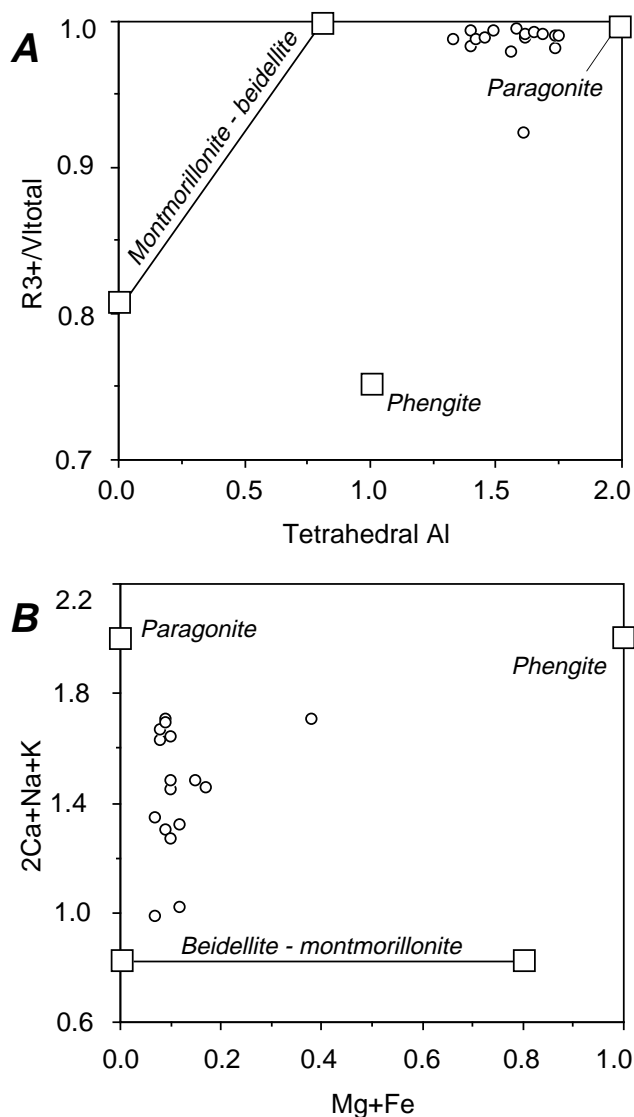 A
1.0
0.9
0.8
0.7
R3+/VItotal
Montmorillonite - beidellite
Paragonite
Phengite
0.0 0.5 1.0 1.5 2.0
Tetrahedral Al
B
2.2
1.8
1.4
1.0
0.6
2Ca+Na+K
Paragonite
Phengite
Beidellite - montmorillonite
0.0 0.2 0.4 0.6 0.8 1.0
Mg+Fe